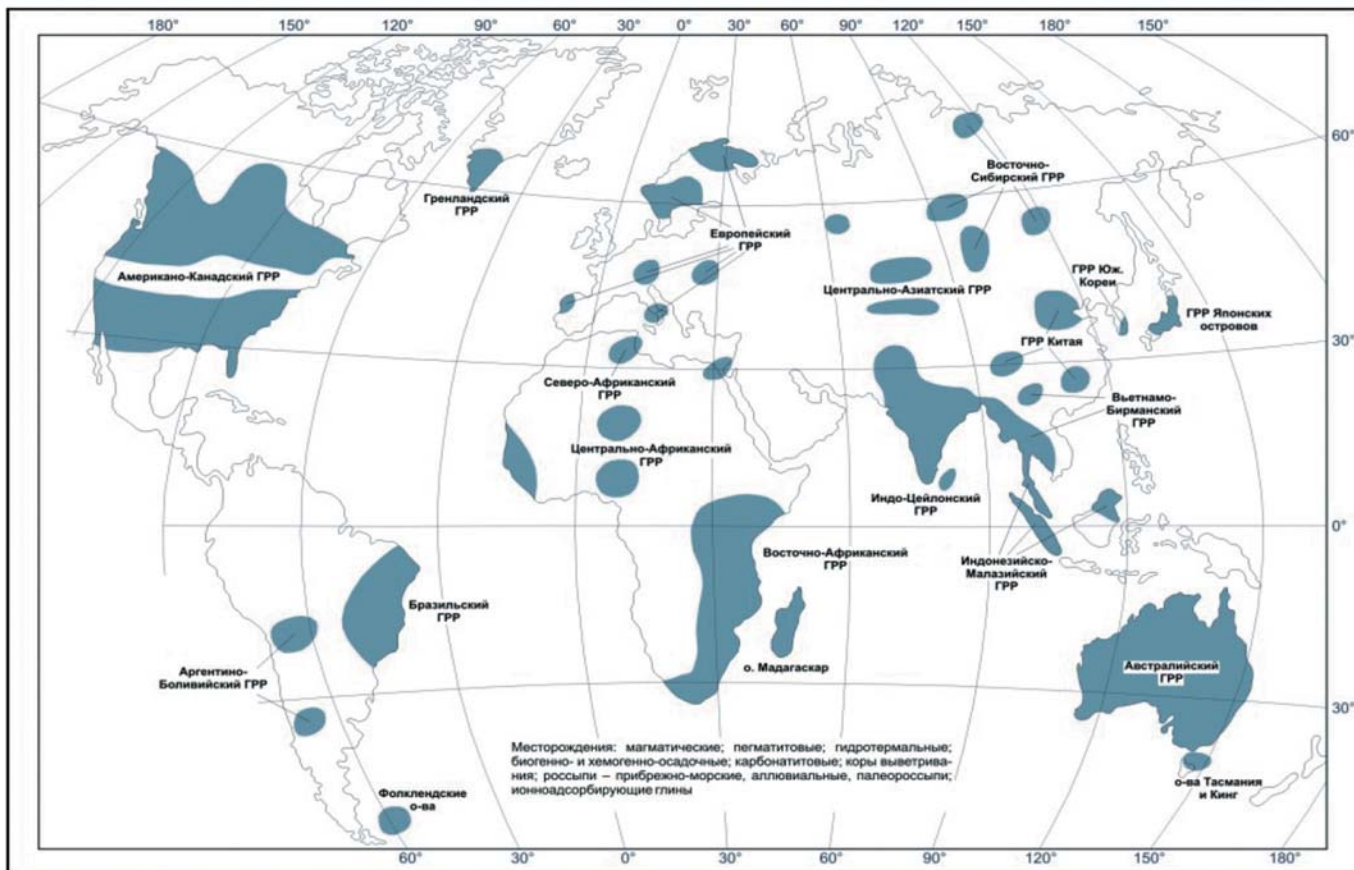 180° 150° 120° 90° 60° 30° 0° 30° 60° 90° 120° 150° 180° 150°
60°
Восточно-
Сибирский ГРР
Гренландский
ГРР
Европейский
ГРР
Американо-Канадский ГРР
ГРР Юж.
Кореи
Центрально-Азиатский ГРР
ГРР Японских
островов
30°
ГРР Китая
Северо-Африканский
ГРР
Вьетнамо-
Бирманский
ГРР
Центрально-Африканский
ГРР
Индо-Цейлонский
ГРР
0°
Восточно-Африканский
ГРР
Индонезийско-
Малазийский
ГРР
Бразильский
ГРР
о. Мадагаскар
Австралийский
ГРР
Аргентино-
Боливийский ГРР
30°
Месторождения: магматические; пегматитовые; гидротермальные;
биогенно- и хемогенно-осадочные; карбонатитовые; коры выветрива-
ния; россыпи – прибрежно-морские, аллювиальные, палеороссыпи;
ионноадсорбирующие глины
о-ва Тасмания
и Кинг
Фолклендские
о-ва
60° 30° 0° 30° 60° 90° 120° 150° 180°